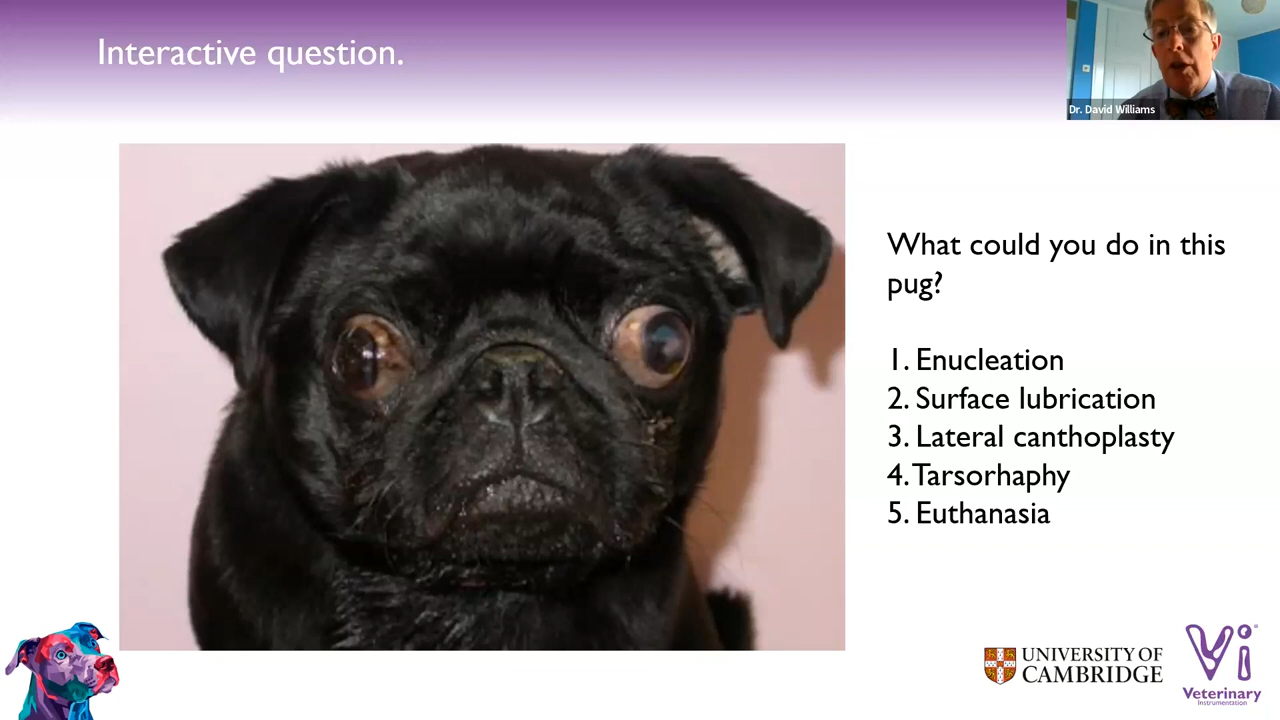 Interactive question.
Dr. David Williams
What could you do in this
pug?
1. Enucleation
2. Surface lubrication
3. Lateral canthoplasty
4. Tarsorhaphy
5. Euthanasia
UNIVERSITY OF
CAMBRIDGE
Vi
Veterinary
Instrumentation